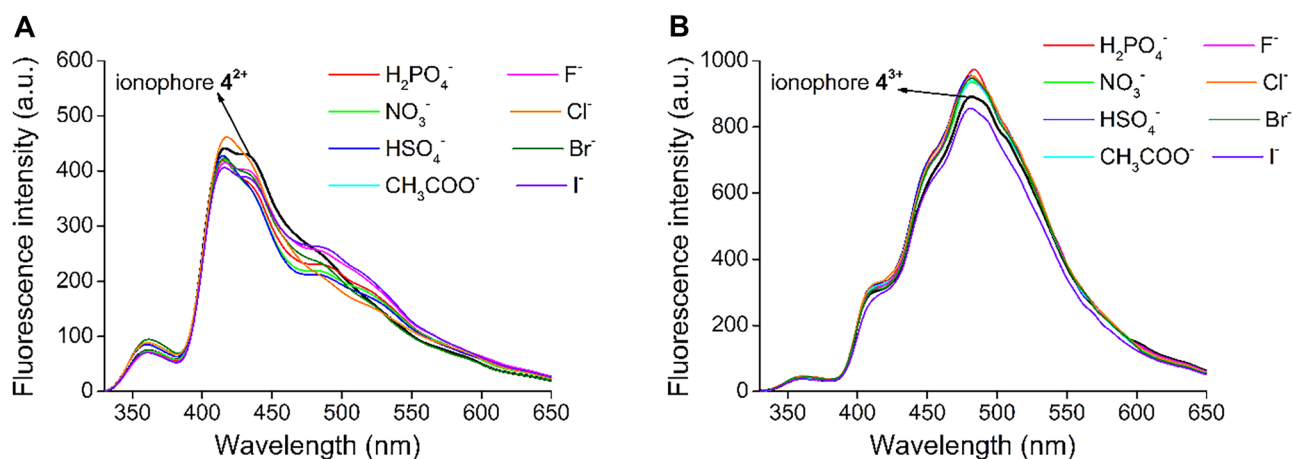 A
Fluorescence intensity (a.u.)
600
500
400
300
200
100
0
350 400 450 500 550 600 650
Wavelength (nm)
ionophore 4²⁺
H₂PO₄⁻ F⁻
NO₃⁻ Cl⁻
HSO₄⁻ Br⁻
CH₃COO⁻ I⁻
B
Fluorescence intensity (a.u.)
1000
800
600
400
200
0
350 400 450 500 550 600 650
Wavelength (nm)
ionophore 4³⁺
H₂PO₄⁻ F⁻
NO₃⁻ Cl⁻
HSO₄⁻ Br⁻
CH₃COO⁻ I⁻